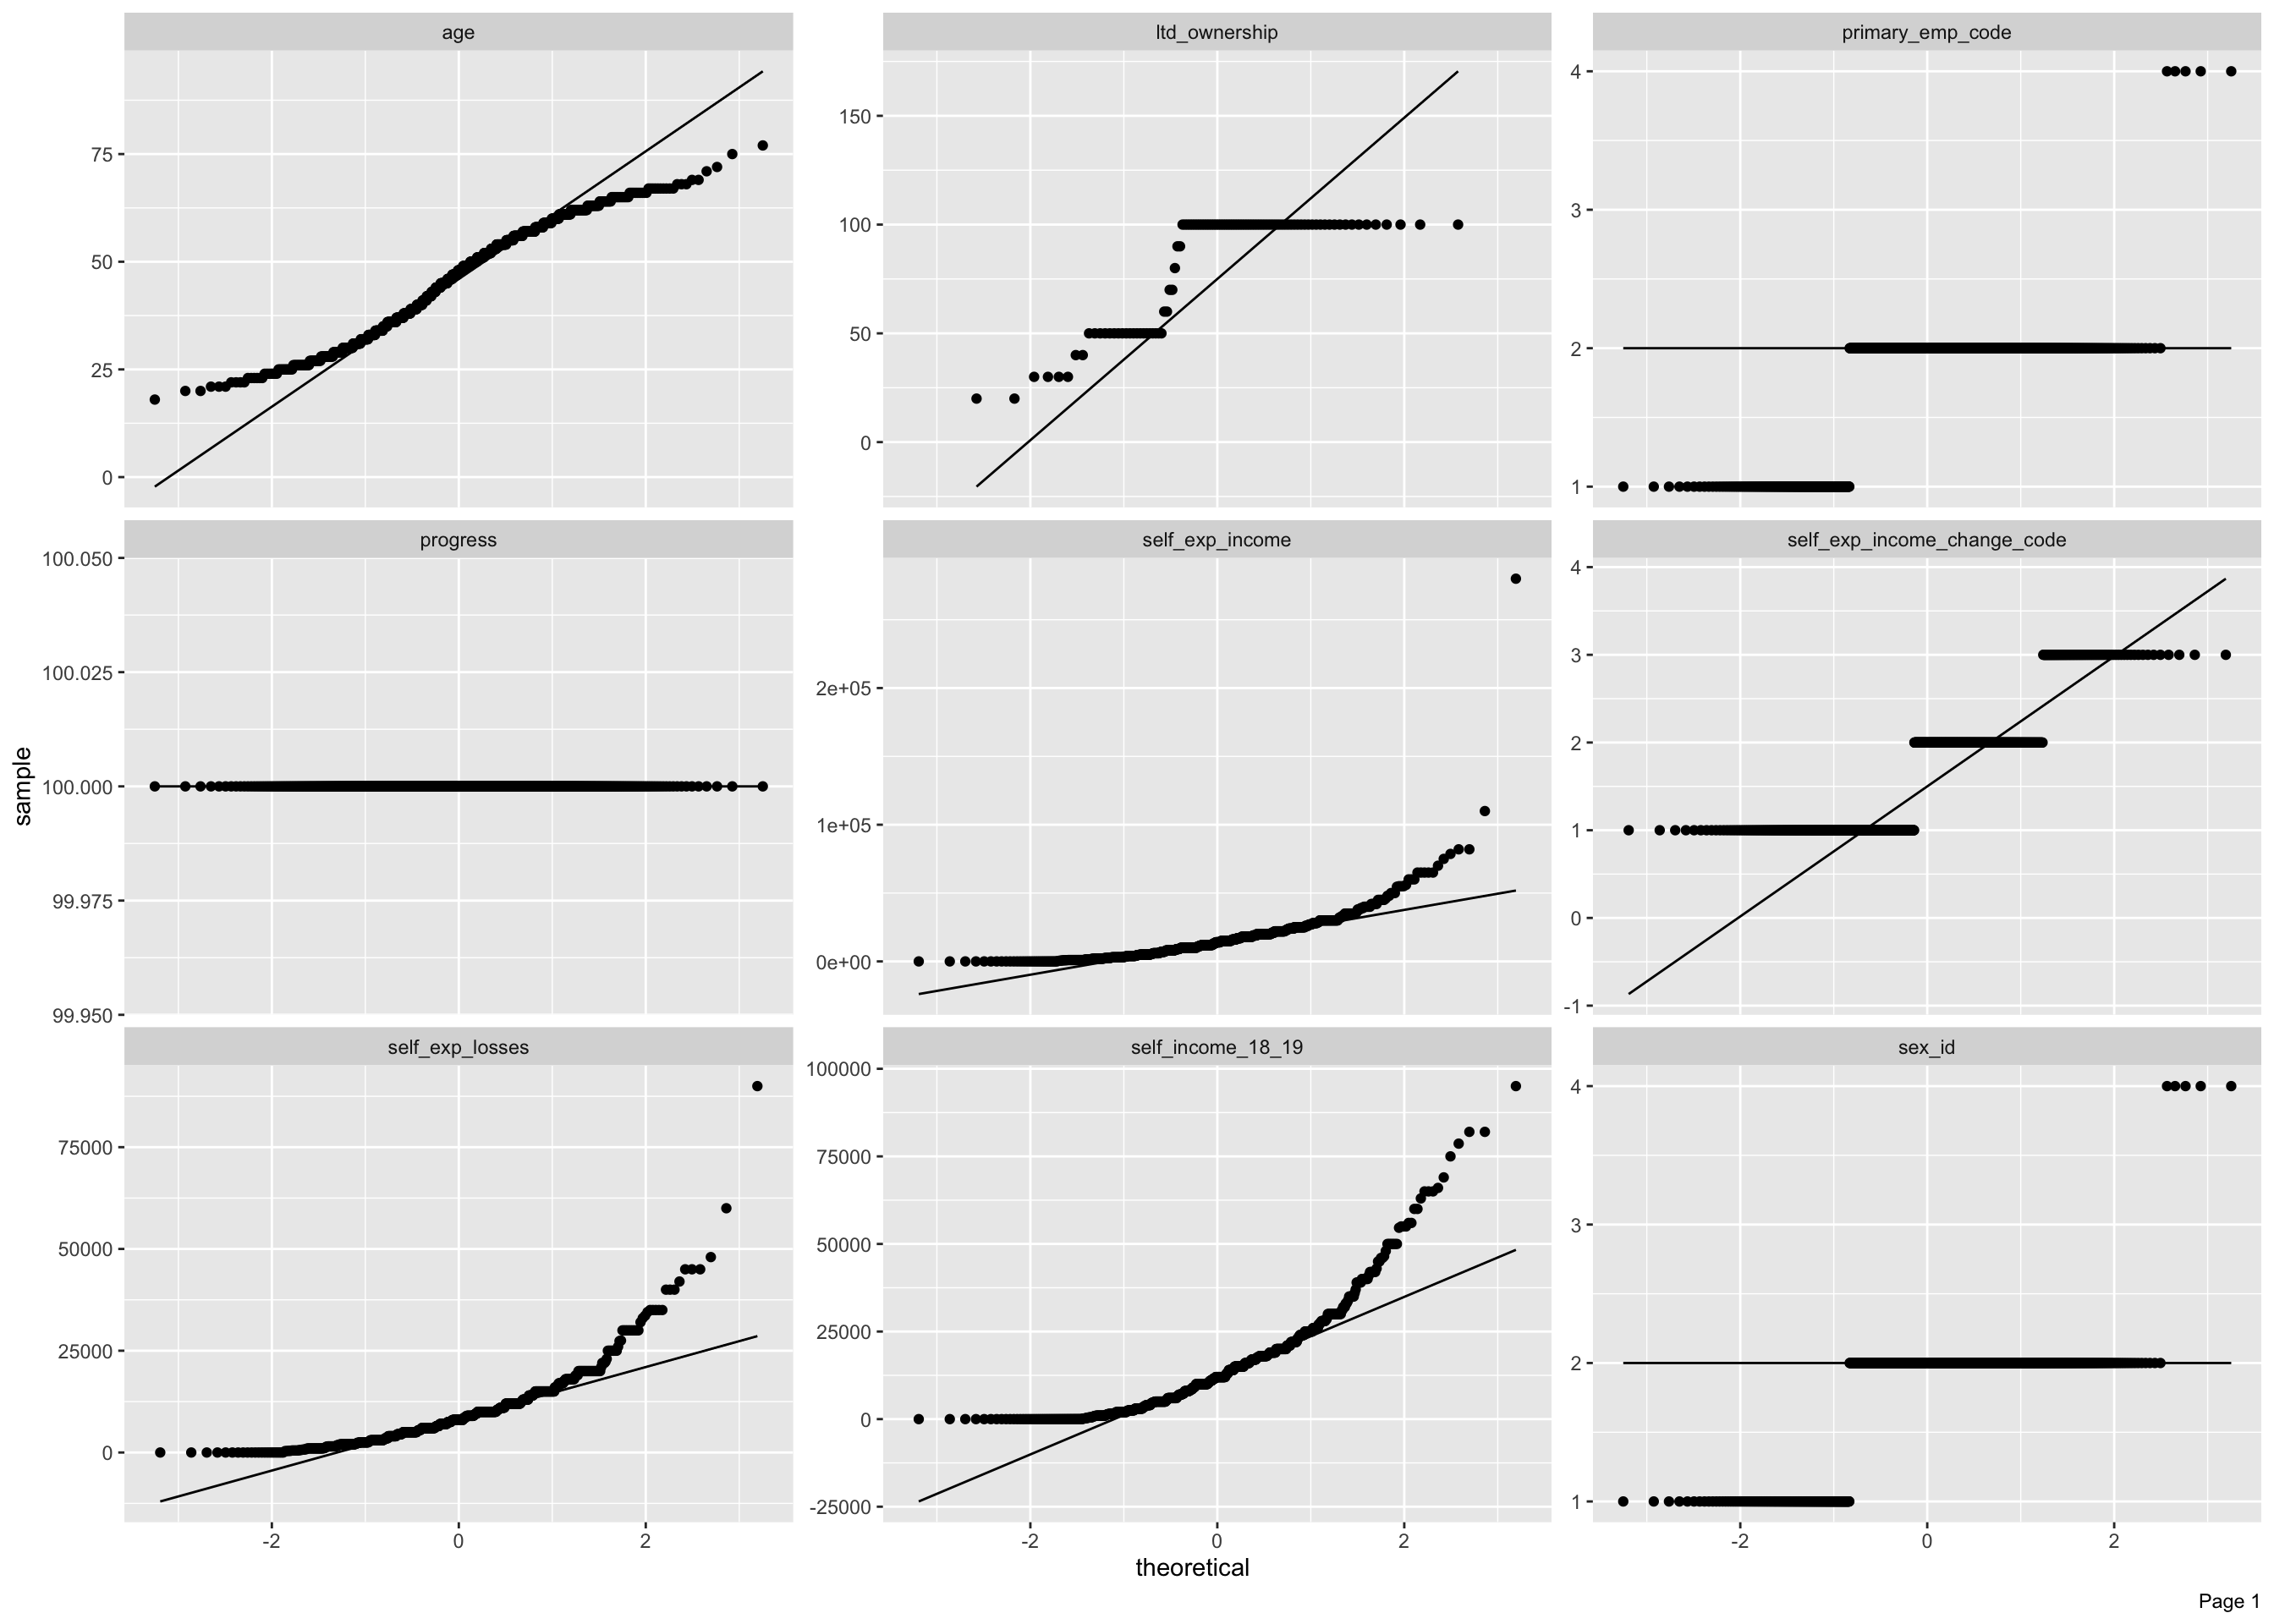 age
ltd_ownership
primary_emp_code
75
50
25
0
150
100
50
0
4
3
2
1
progress
self_exp_income
self_exp_income_change_code
100.050
100.025
100.000
99.975
99.950
2e+05
1e+05
0e+00
4
3
2
1
0
-1
self_exp_losses
self_income_18_19
sex_id
75000
50000
25000
0
100000
75000
50000
25000
0
-25000
4
3
2
1
-2 0 2
-2 0 2
-2 0 2
sample
theoretical
Page 1